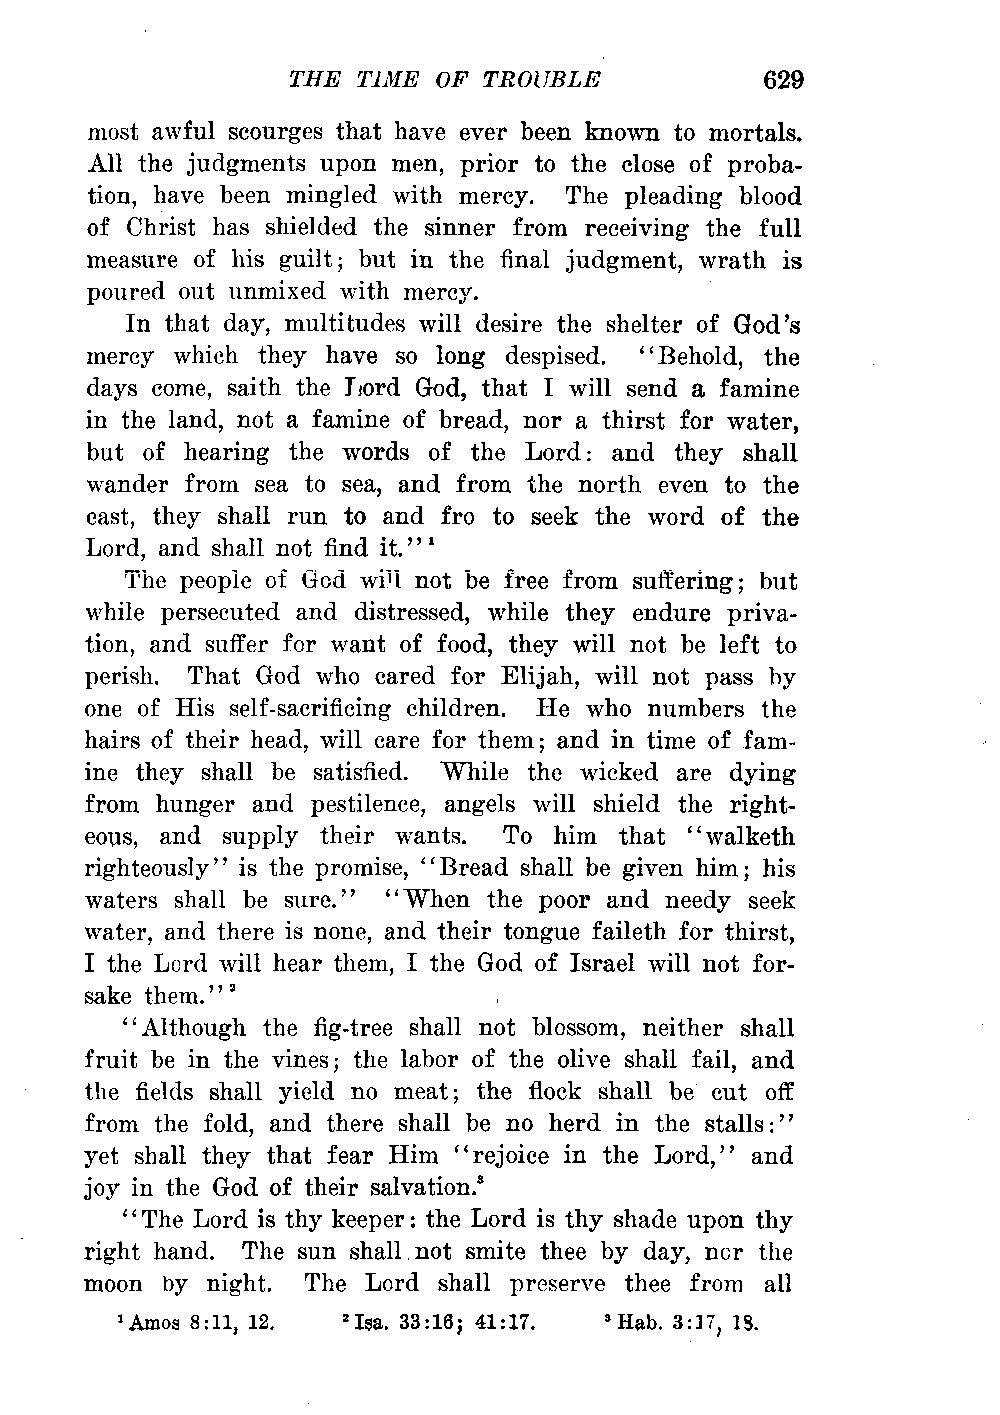 THE TIME OF TROUBLE 629
most awful scourges that have ever been known to mortals.
All the judgments upon men, prior to the close of proba-
tion, have been mingled with mercy. The pleading blood
of Christ has shielded the sinner from receiving the full
measure of his guilt; but in the final judgment, wrath is
poured out unmixed with mercy.
In that day, multitudes will desire the shelter of God's
mercy which they have so long despised. "Behold, the
days come, saith the Lord God, that I will send a famine
in the land, not a famine of bread, nor a thirst for water,
but of hearing the words of the Lord: and they shall
wander from sea to sea, and from the north even to the
east, they shall run to and fro to seek the word of the
Lord, and shall not find it."¹
The people of God will not be free from suffering; but
while persecuted and distressed, while they endure priva-
tion, and suffer for want of food, they will not be left to
perish. That God who cared for Elijah, will not pass by
one of His self-sacrificing children. He who numbers the
hairs of their head, will care for them; and in time of fam-
ine they shall be satisfied. While the wicked are dying
from hunger and pestilence, angels will shield the right-
eous, and supply their wants. To him that "walketh
righteously" is the promise, "Bread shall be given him; his
waters shall be sure." "When the poor and needy seek
water, and there is none, and their tongue faileth for thirst,
I the Lord will hear them, I the God of Israel will not for-
sake them."²
"Although the fig-tree shall not blossom, neither shall
fruit be in the vines; the labor of the olive shall fail, and
the fields shall yield no meat; the flock shall be cut off
from the fold, and there shall be no herd in the stalls:"
yet shall they that fear Him "rejoice in the Lord," and
joy in the God of their salvation.³
"The Lord is thy keeper: the Lord is thy shade upon thy
right hand. The sun shall not smite thee by day, nor the
moon by night. The Lord shall preserve thee from all
¹ Amos 8:11, 12. ² Isa. 33:16; 41:17. ³ Hab. 3:17, 18.